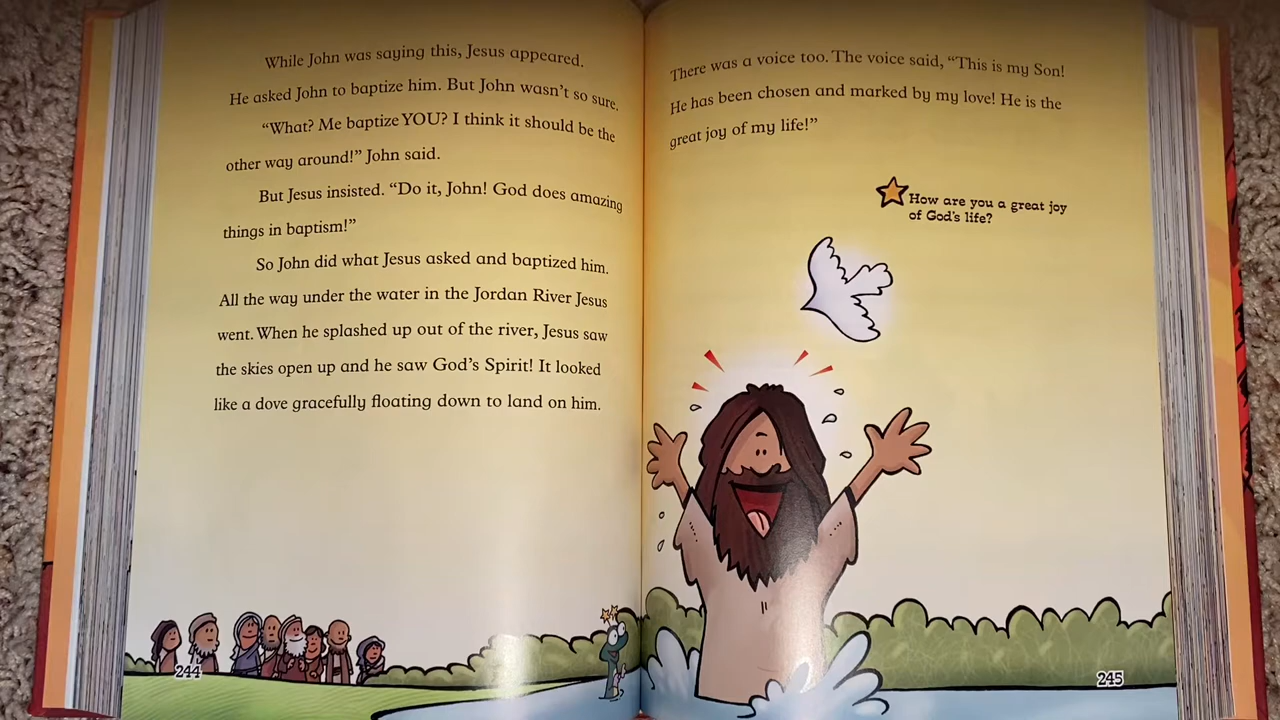 While John was saying this, Jesus appeared.
He asked John to baptize him. But John wasn't so sure.
“What? Me baptize YOU? I think it should be the
other way around!” John said.
But Jesus insisted. “Do it, John! God does amazing
things in baptism!”
So John did what Jesus asked and baptized him.
All the way under the water in the Jordan River Jesus
went. When he splashed up out of the river, Jesus saw
the skies open up and he saw God's Spirit! It looked
like a dove gracefully floating down to land on him.
244
There was a voice too. The voice said, “This is my Son!
He has been chosen and marked by my love! He is the
great joy of my life!”
How are you a great joy
of God's life?
245